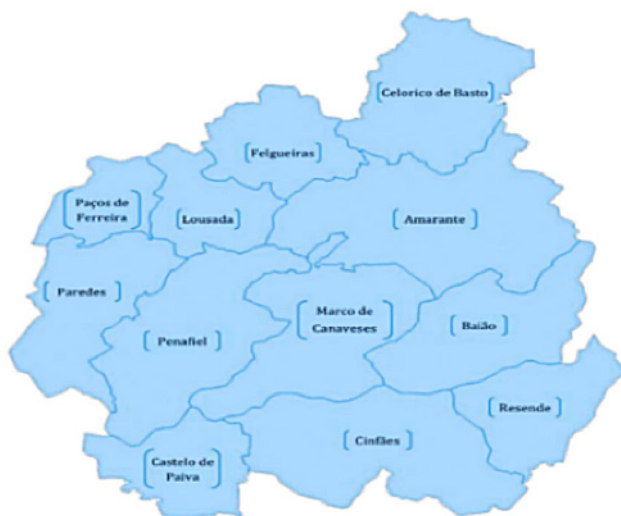 Celorico de Basto
Felgueiras
Paços de
Ferreira
Lousada
Amarante
Paredes
Marco de
Canaveses
Baião
Penafiel
Resende
Cinfães
Castelo de
Paiva